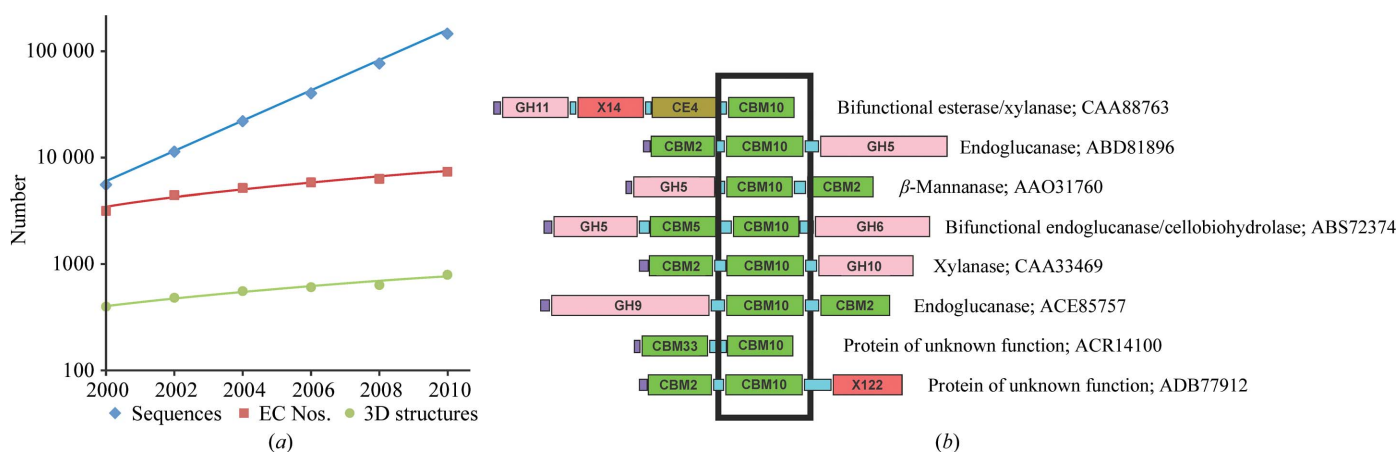 100 000
10 000
1000
100
Number
2000 2002 2004 2006 2008 2010
Sequences EC Nos. 3D structures
(a)
GH11 X14 CE4 CBM10 Bifunctional esterase/xylanase; CAA88763
CBM2 CBM10 GH5 Endoglucanase; ABD81896
GH5 CBM10 CBM2 β-Mannanase; AAO31760
GH5 CBM5 CBM10 GH6 Bifunctional endoglucanase/cellobiohydrolase; ABS72374
CBM2 CBM10 GH10 Xylanase; CAA33469
GH9 CBM10 CBM2 Endoglucanase; ACE85757
CBM33 CBM10 Protein of unknown function; ACR14100
CBM2 CBM10 X122 Protein of unknown function; ADB77912
(b)